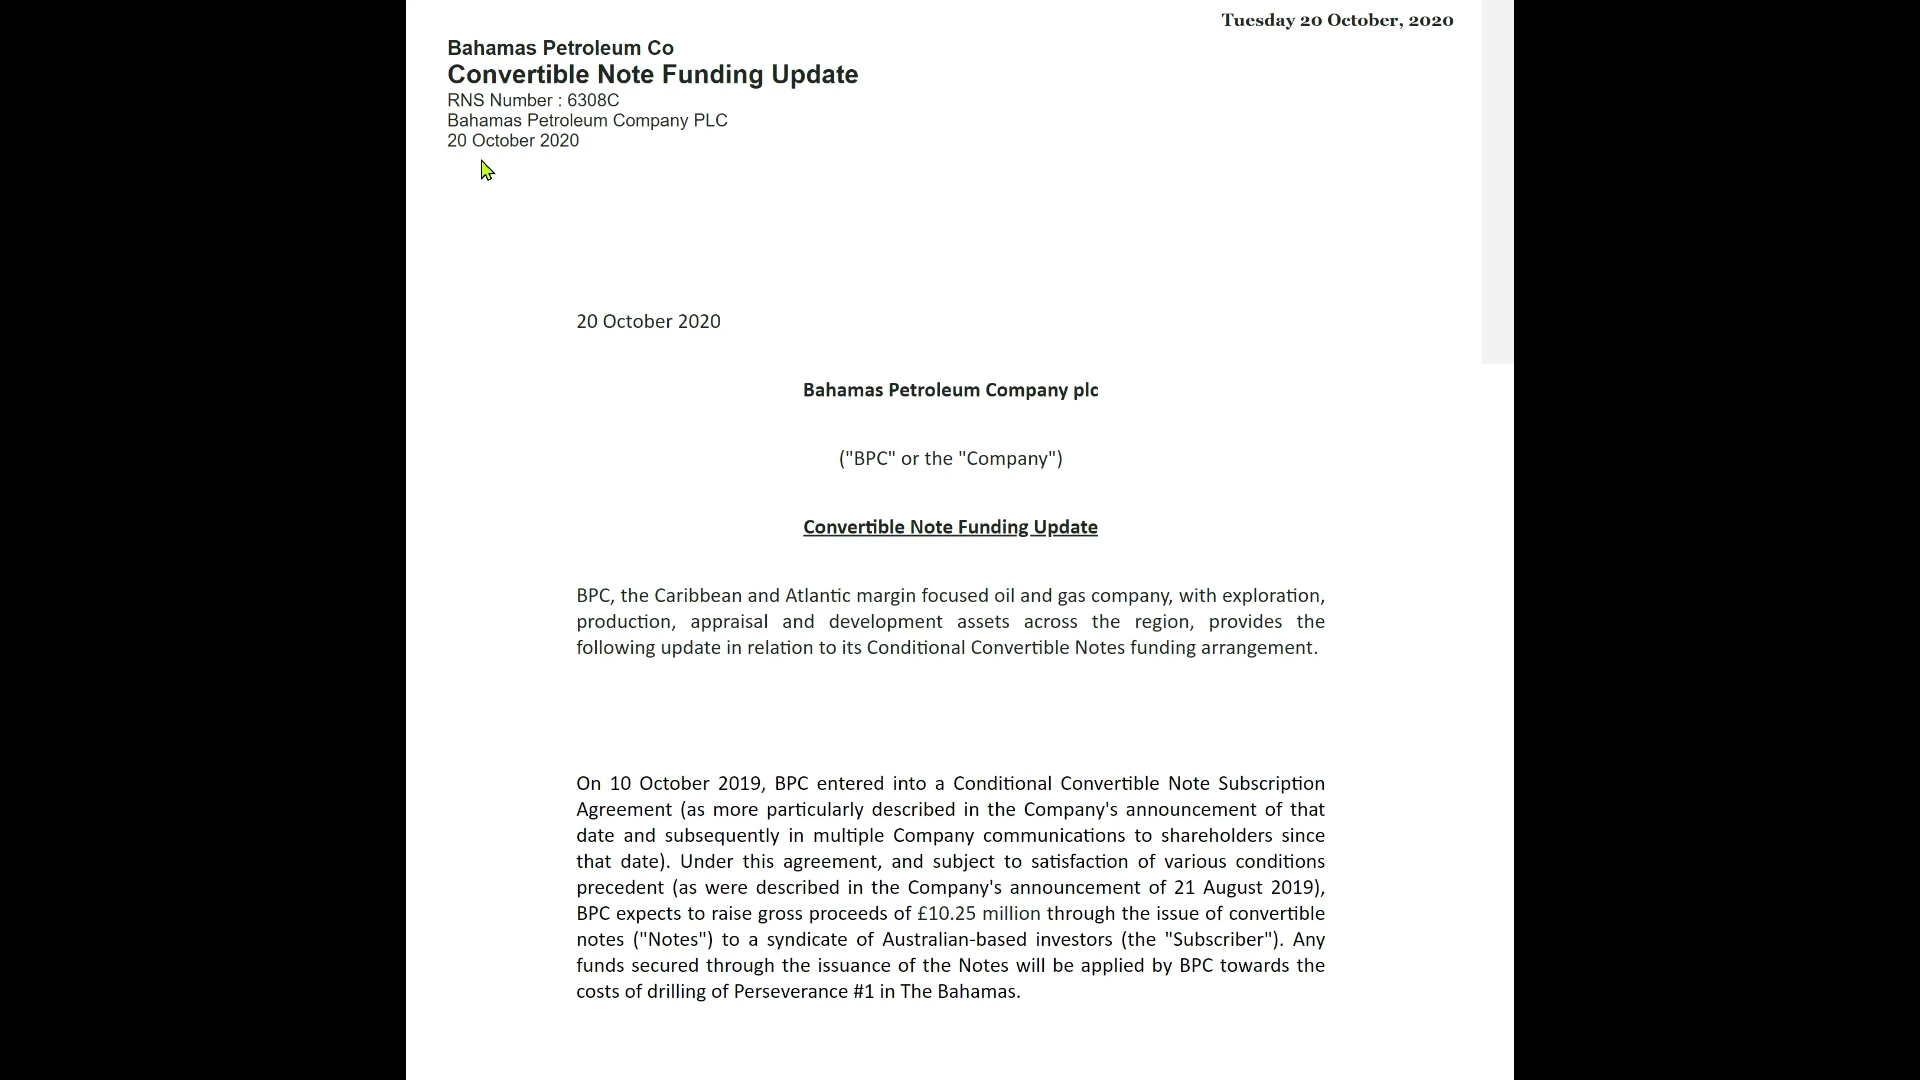 Tuesday 20 October, 2020
Bahamas Petroleum Co
Convertible Note Funding Update
RNS Number : 6308C
Bahamas Petroleum Company PLC
20 October 2020
20 October 2020
Bahamas Petroleum Company plc
("BPC" or the "Company")
Convertible Note Funding Update
BPC, the Caribbean and Atlantic margin focused oil and gas company, with exploration,
production, appraisal and development assets across the region, provides the
following update in relation to its Conditional Convertible Notes funding arrangement.
On 10 October 2019, BPC entered into a Conditional Convertible Note Subscription
Agreement (as more particularly described in the Company's announcement of that
date and subsequently in multiple Company communications to shareholders since
that date). Under this agreement, and subject to satisfaction of various conditions
precedent (as were described in the Company's announcement of 21 August 2019),
BPC expects to raise gross proceeds of £10.25 million through the issue of convertible
notes ("Notes") to a syndicate of Australian-based investors (the "Subscriber"). Any
funds secured through the issuance of the Notes will be applied by BPC towards the
costs of drilling of Perseverance #1 in The Bahamas.